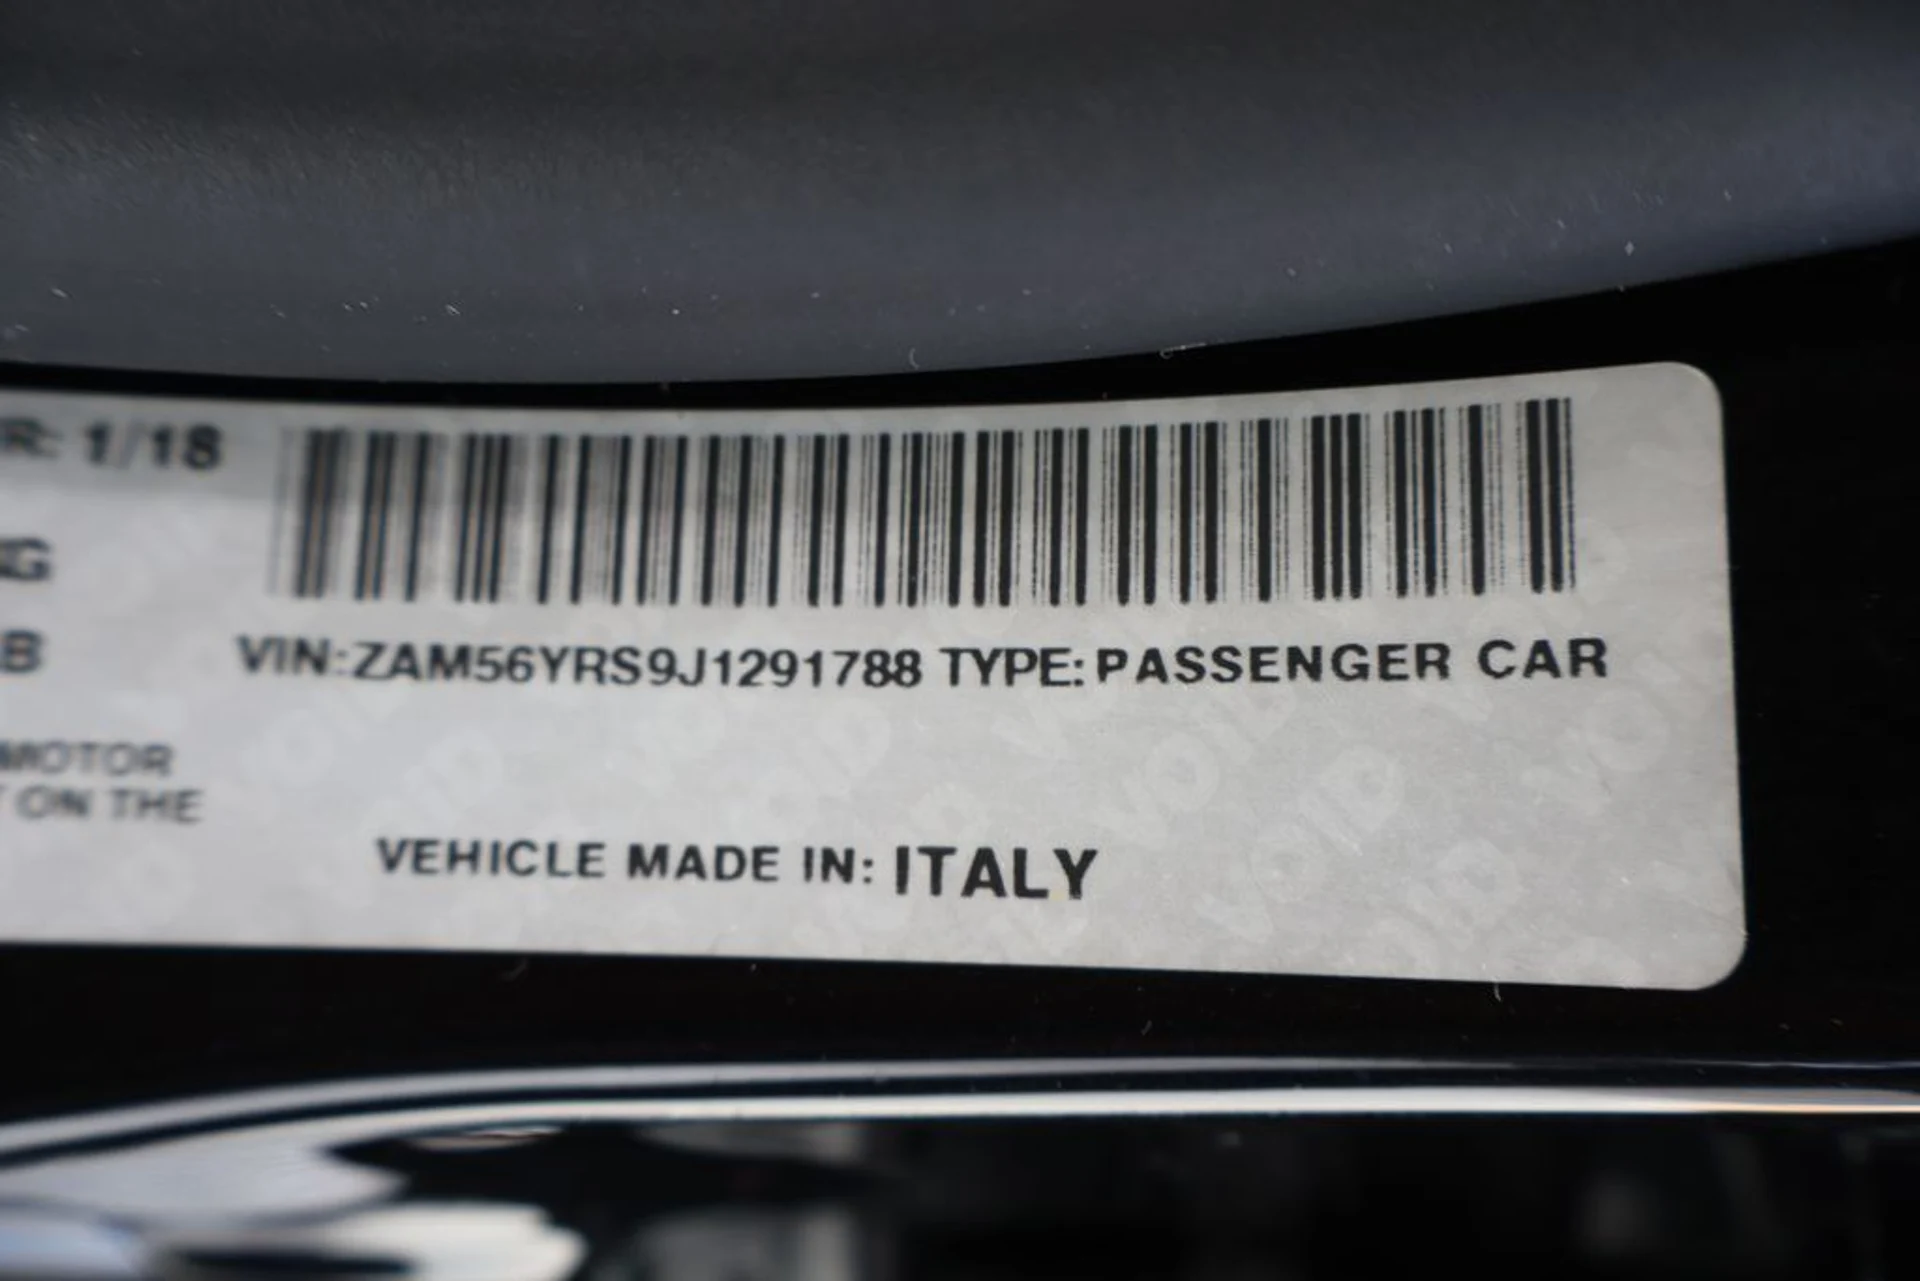 R: 1/18
G
B
VIN:ZAM56YRS9J1291788 TYPE: PASSENGER CAR
MOTOR
ON THE
VEHICLE MADE IN: ITALY